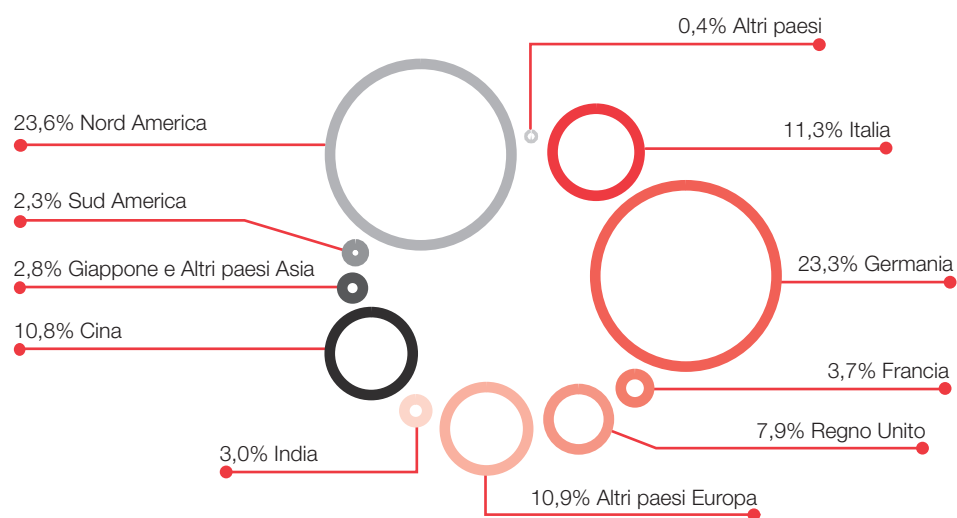 0,4% Altri paesi
23,6% Nord America
11,3% Italia
2,3% Sud America
2,8% Giappone e Altri paesi Asia
23,3% Germania
10,8% Cina
3,7% Francia
7,9% Regno Unito
3,0% India
10,9% Altri paesi Europa